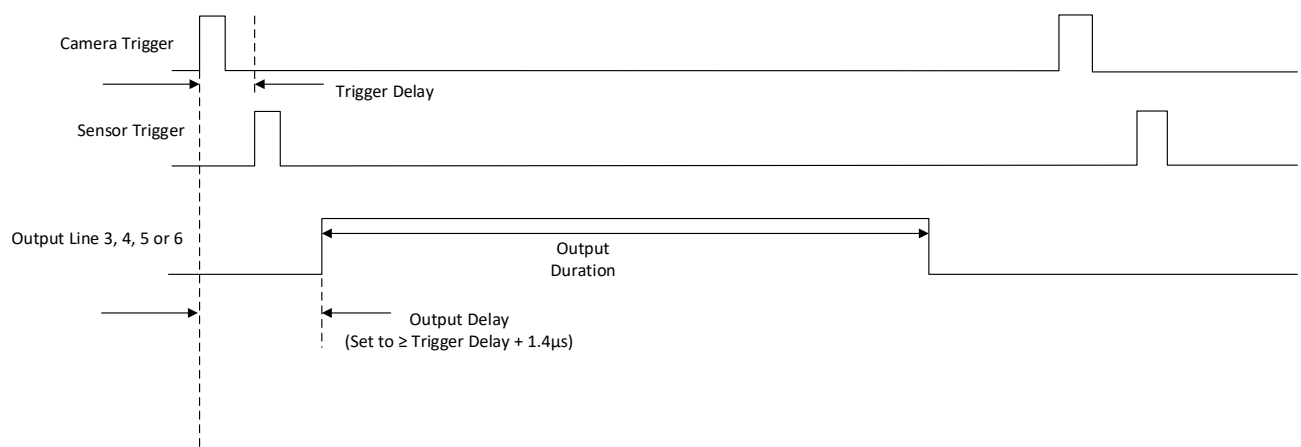 Camera Trigger
Trigger Delay
Sensor Trigger
Output Line 3, 4, 5 or 6
Output
Duration
Output Delay
(Set to ≥ Trigger Delay + 1.4µs)